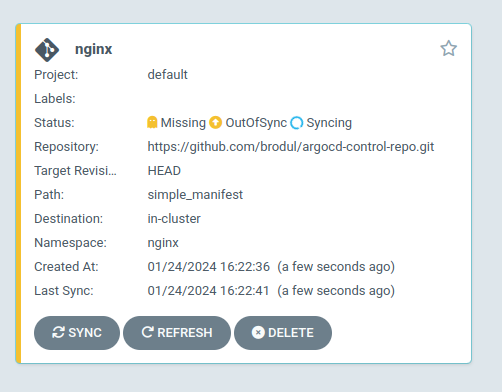 nginx
Project: default
Labels:
Status: Missing OutOfSync Syncing
Repository: https://github.com/brodul/argocd-control-repo.git
Target Revisi... HEAD
Path: simple_manifest
Destination: in-cluster
Namespace: nginx
Created At: 01/24/2024 16:22:36 (a few seconds ago)
Last Sync: 01/24/2024 16:22:41 (a few seconds ago)
SYNC REFRESH DELETE